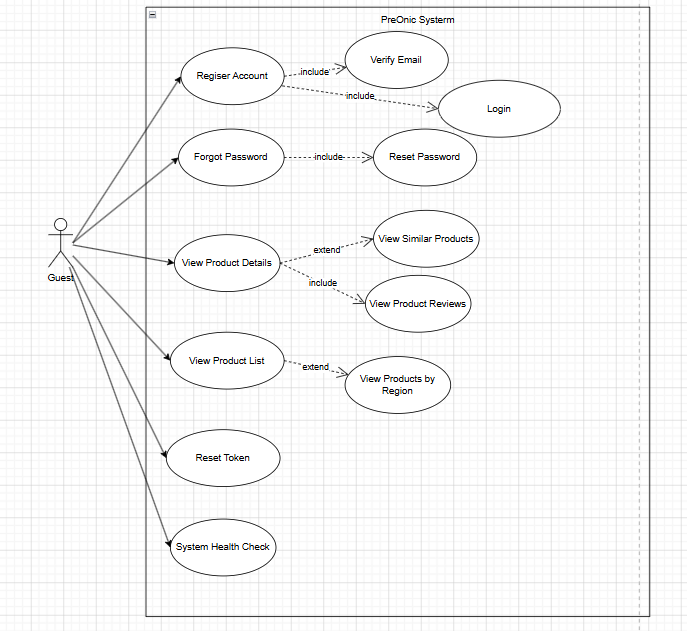 PreOnic Systerm
Regiser Account
include
Verify Email
include
Login
Forgot Password
include
Reset Password
Guest
View Product Details
extend
View Similar Products
include
View Product Reviews
View Product List
extend
View Products by
Region
Reset Token
System Health Check